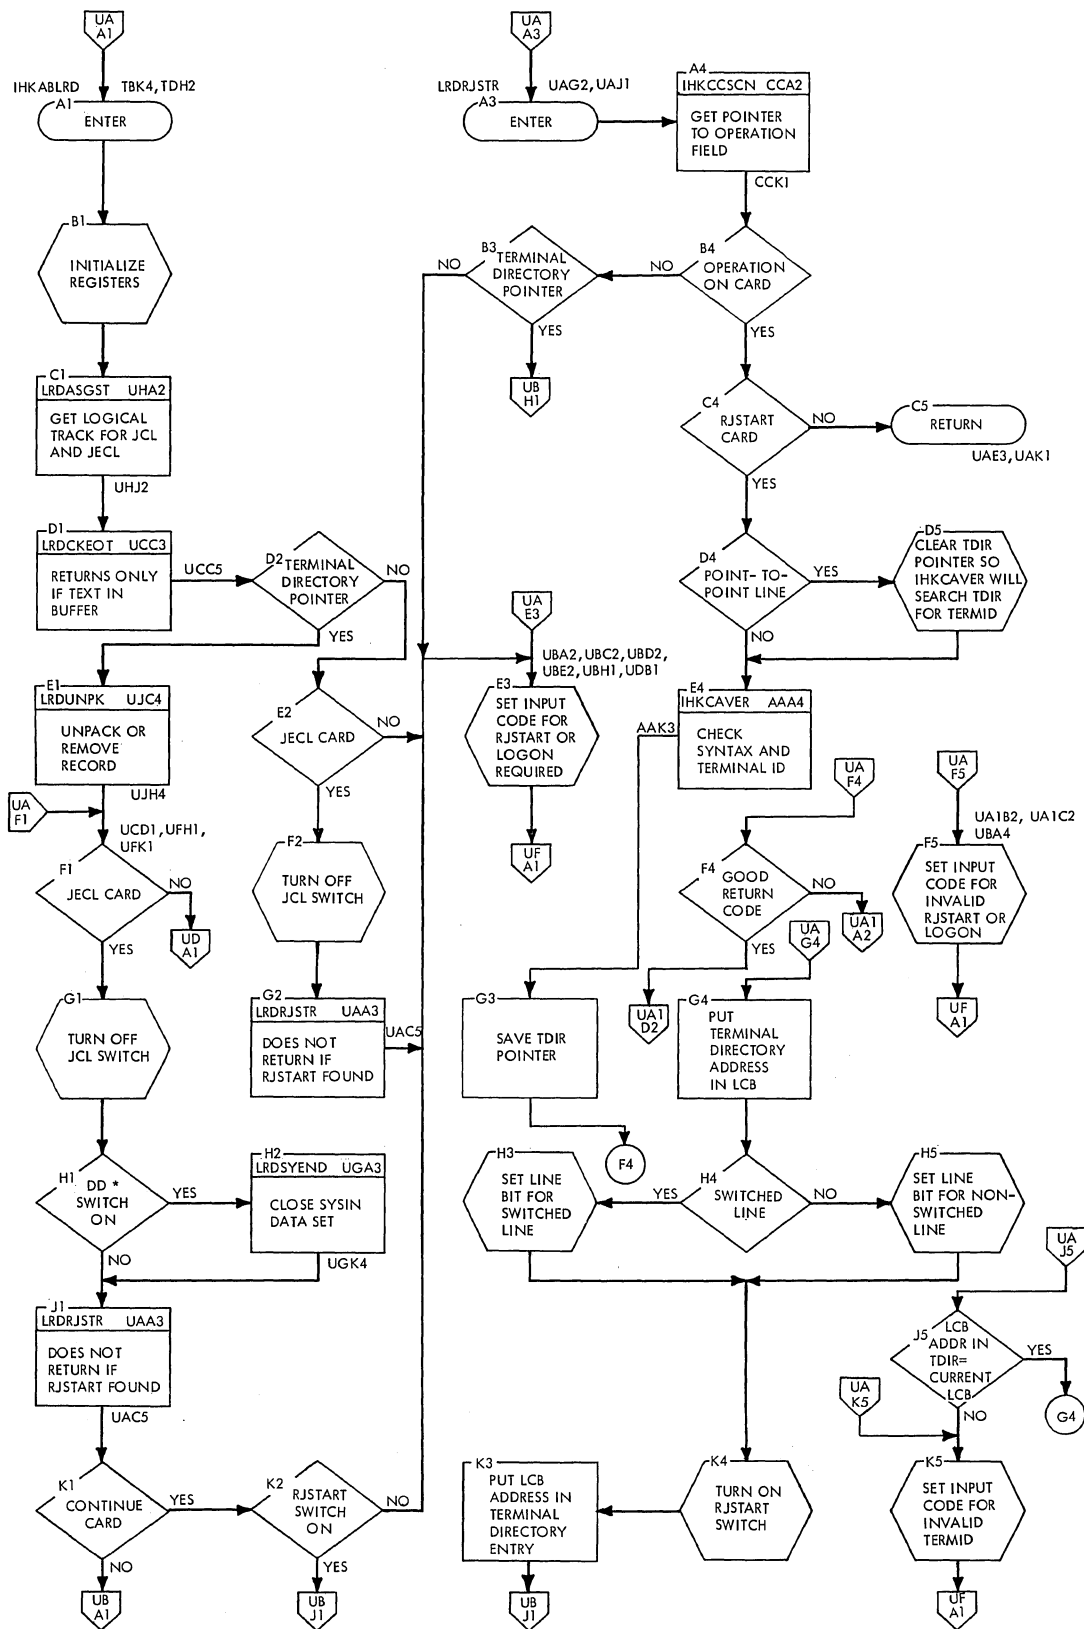 UA
A1
IHKABLRD
TBK4, TDH2
A1
ENTER
B1
INITIALIZE
REGISTERS
C1
LRDASGST UHA2
GET LOGICAL
TRACK FOR JCL
AND JECL
UHJ2
D1
LRDCKEOT UCC3
RETURNS ONLY
IF TEXT IN
BUFFER
UCC5
D2
TERMINAL
DIRECTORY
POINTER
NO
YES
E1
LRDUNPK UJC4
UNPACK OR
REMOVE
RECORD
UJH4
UA
F1
UCD1, UFH1,
UFK1
F1
JECL CARD
NO
UD
A1
YES
G1
TURN OFF
JCL SWITCH
H1
DD *
SWITCH
ON
YES
NO
H2
LRDSYEND UGA3
CLOSE SYSIN
DATA SET
UGK4
J1
LRDRJSTR UAA3
DOES NOT
RETURN IF
RJSTART FOUND
UAC5
K1
CONTINUE
CARD
YES
NO
UB
A1
K2
RJSTART
SWITCH
ON
NO
YES
UB
J1
E2
JECL CARD
NO
YES
F2
TURN OFF
JCL SWITCH
G2
LRDRJSTR UAA3
DOES NOT
RETURN IF
RJSTART FOUND
UAC5
UA
A3
LRDRJSTR
UAG2, UAJ1
A3
ENTER
A4
IHKCCSCN CCA2
GET POINTER
TO OPERATION
FIELD
CCK1
B4
OPERATION
ON CARD
NO
YES
B3
TERMINAL
DIRECTORY
POINTER
NO
YES
UB
H1
C4
RJSTART
CARD
NO
YES
C5
RETURN
UAE3, UAK1
D4
POINT-TO-
POINT LINE
YES
NO
D5
CLEAR TDIR
POINTER SO
IHKCAVER WILL
SEARCH TDIR
FOR TERMID
UA
E3
UBA2, UBC2, UBD2,
UBE2, UBH1, UDB1
E3
SET INPUT
CODE FOR
RJSTART OR
LOGON
REQUIRED
UF
A1
E4
IHKCAVER AAA4
CHECK
SYNTAX AND
TERMINAL ID
AAK3
UA
F4
F4
GOOD
RETURN
CODE
NO
UA1
A2
YES
UA1
D2
UA
F5
UA1B2, UA1C2
UBA4
F5
SET INPUT
CODE FOR
INVALID
RJSTART OR
LOGON
UF
A1
G3
SAVE TDIR
POINTER
F4
UA
G4
G4
PUT
TERMINAL
DIRECTORY
ADDRESS
IN LCB
H4
SWITCHED
LINE
YES
NO
H3
SET LINE
BIT FOR
SWITCHED
LINE
H5
SET LINE
BIT FOR NON-
SWITCHED
LINE
UA
J5
J5
LCB
ADDR IN
TDIR=
CURRENT
LCB
YES
G4
NO
UA
K5
K3
PUT LCB
ADDRESS IN
TERMINAL
DIRECTORY
ENTRY
UB
J1
K4
TURN ON
RJSTART
SWITCH
K5
SET INPUT
CODE FOR
INVALID
TERMID
UF
A1